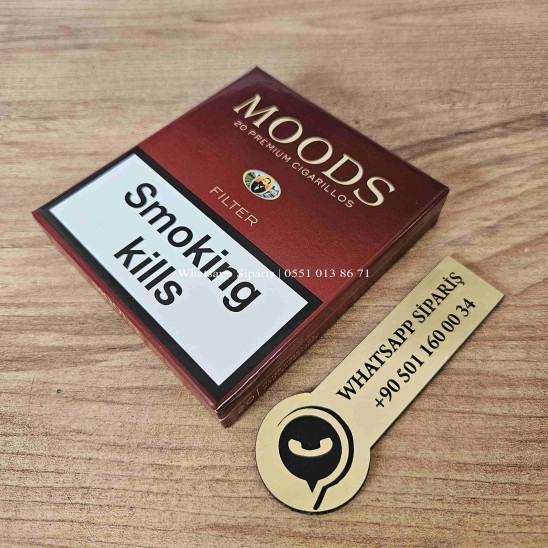 MOODS
20 PREMIUM CIGARILLOS
FILTER
Smoking
kills
Whatsapp Sipariş | 0551 013 86 71
WHATSAPP SİPARİŞ
+90 501 160 00 34